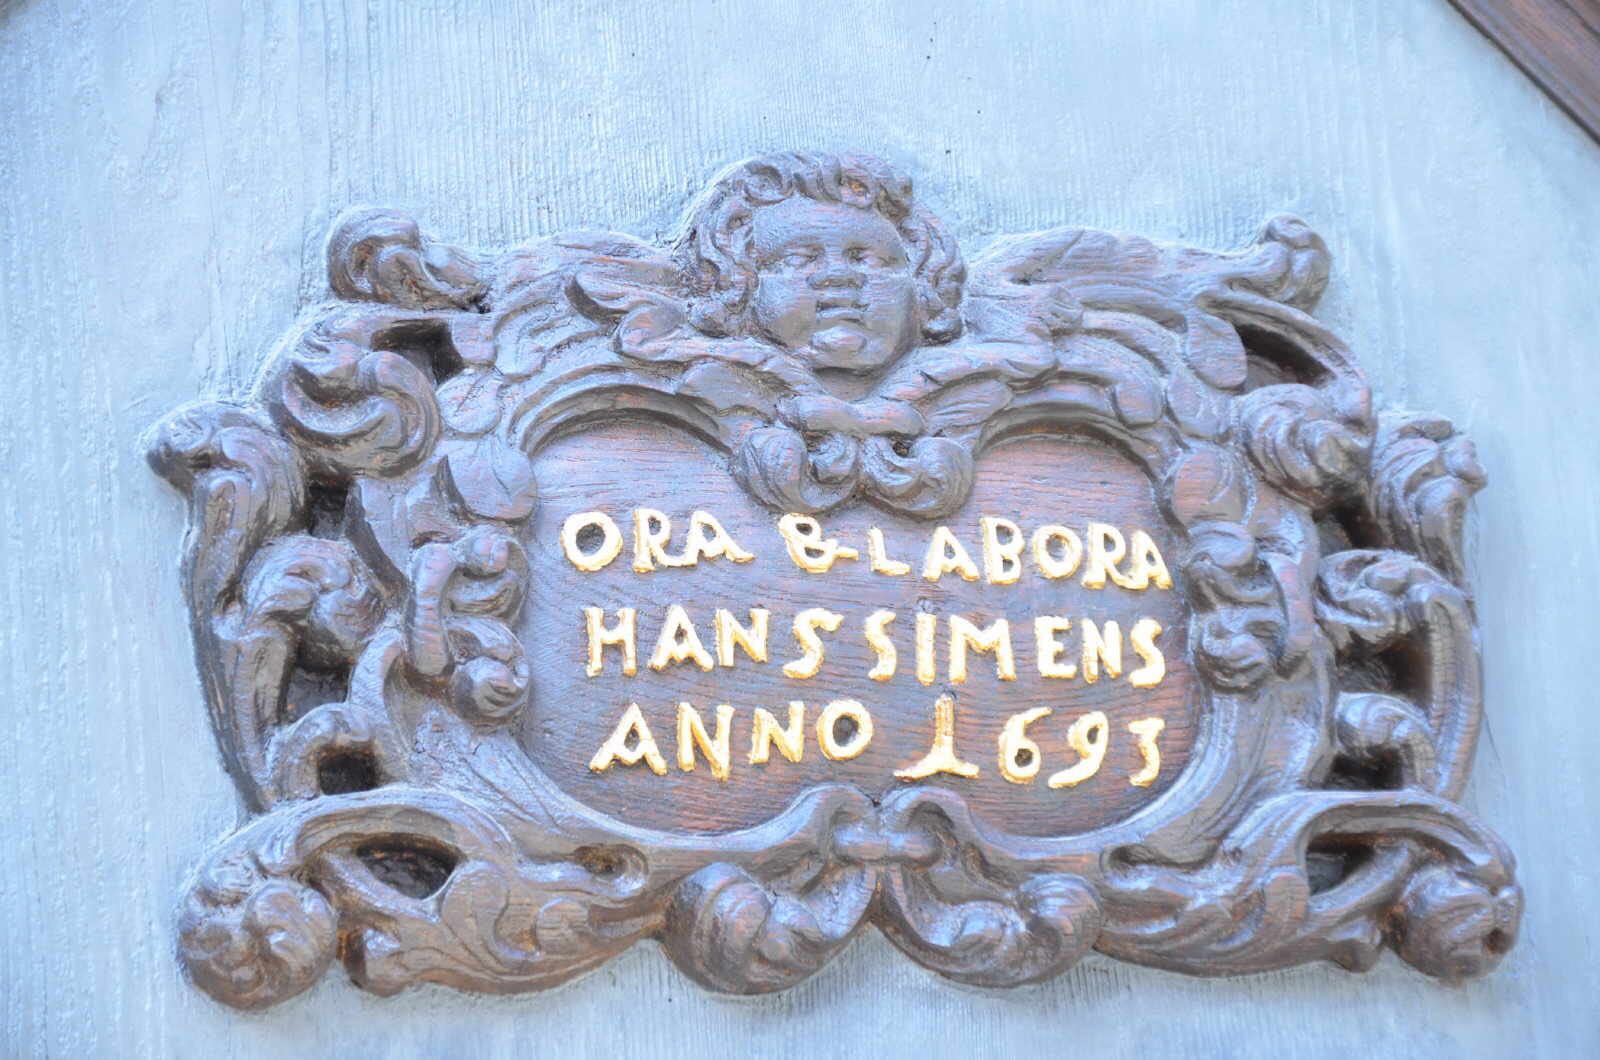 ORA & LABORA
HANS SIMENS
ANNO 1693